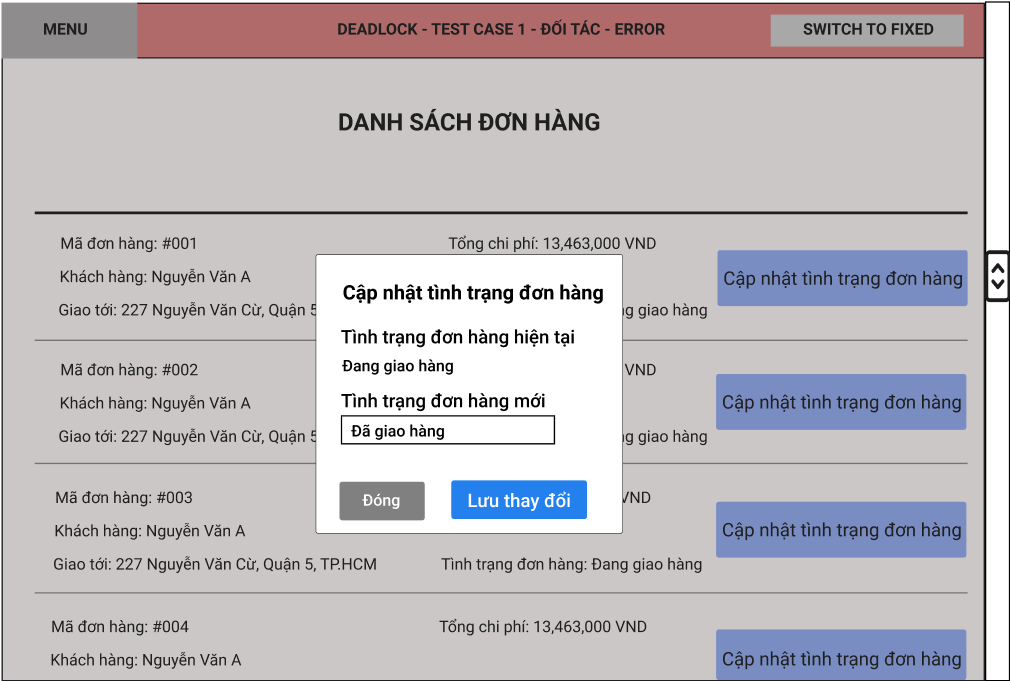 MENU
DEADLOCK - TEST CASE 1 - ĐỐI TÁC - ERROR
SWITCH TO FIXED
DANH SÁCH ĐƠN HÀNG
Mã đơn hàng: #001
Tổng chi phí: 13,463,000 VND
Khách hàng: Nguyễn Văn A
Cập nhật tình trạng đơn hàng
Giao tới: 227 Nguyễn Văn Cừ, Quận 5
giao hàng
Cập nhật tình trạng đơn hàng
Tình trạng đơn hàng hiện tại
Đang giao hàng
Tình trạng đơn hàng mới
Đã giao hàng
Đóng
Lưu thay đổi
Mã đơn hàng: #002
VND
Khách hàng: Nguyễn Văn A
Cập nhật tình trạng đơn hàng
Giao tới: 227 Nguyễn Văn Cừ, Quận 5
giao hàng
Mã đơn hàng: #003
VND
Khách hàng: Nguyễn Văn A
Cập nhật tình trạng đơn hàng
Giao tới: 227 Nguyễn Văn Cừ, Quận 5, TP.HCM
Tình trạng đơn hàng: Đang giao hàng
Mã đơn hàng: #004
Tổng chi phí: 13,463,000 VND
Khách hàng: Nguyễn Văn A
Cập nhật tình trạng đơn hàng